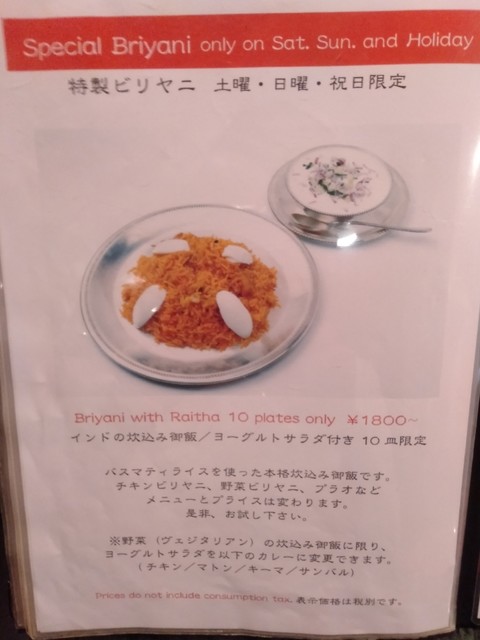 Special Briyani only on Sat. Sun. and Holiday
特製ビリヤニ 土曜・日曜・祝日限定
Briyani with Raitha 10 plates only ￥1800~
インドの炊込み御飯／ヨーグルトサラダ付き 10皿限定
バスマティライスを使った本格炊込み御飯です。
チキンビリヤニ、野菜ビリヤニ、プラオなど
メニューとプライスは変わります。
是非、お試し下さい。
※野菜（ヴェジタリアン）の炊込み御飯に限り、
ヨーグルトサラダを以下のカレーに変更できます。
(チキン／マトン／キーマ／サンバル)
Prices do not include consumption tax. 表示価格は税別です。